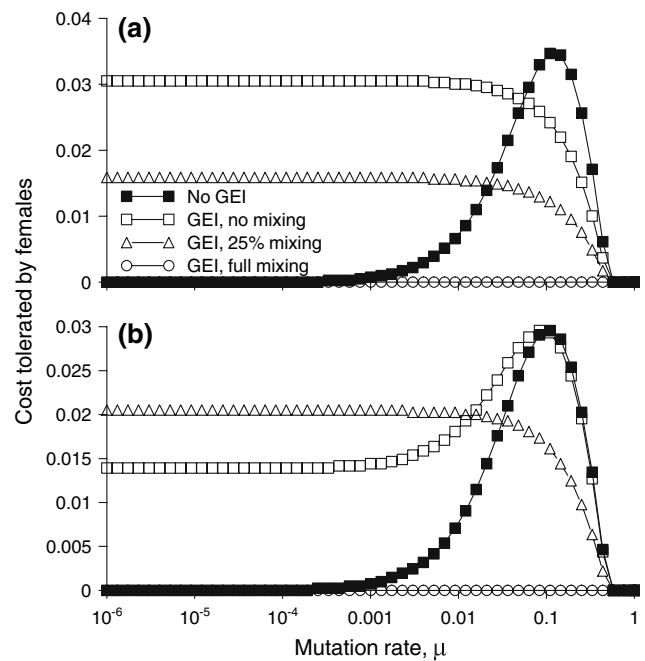 (a)
0.04
0.03
0.02
0.01
0
No GEI
GEI, no mixing
GEI, 25% mixing
GEI, full mixing
Cost tolerated by females
(b)
0.03
0.025
0.02
0.015
0.01
0.005
0
10-6 10-5 10-4 0.001 0.01 0.1 1
Mutation rate, μ